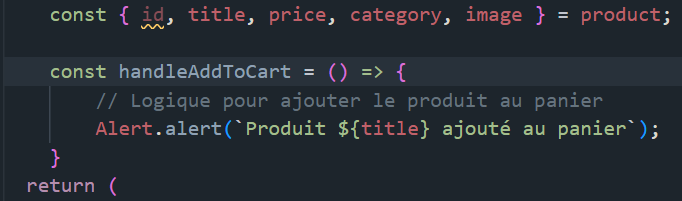 const { id, title, price, category, image } = product;
const handleAddToCart = () => {
// Logique pour ajouter le produit au panier
Alert.alert(`Produit ${title} ajouté au panier`);
}
return (